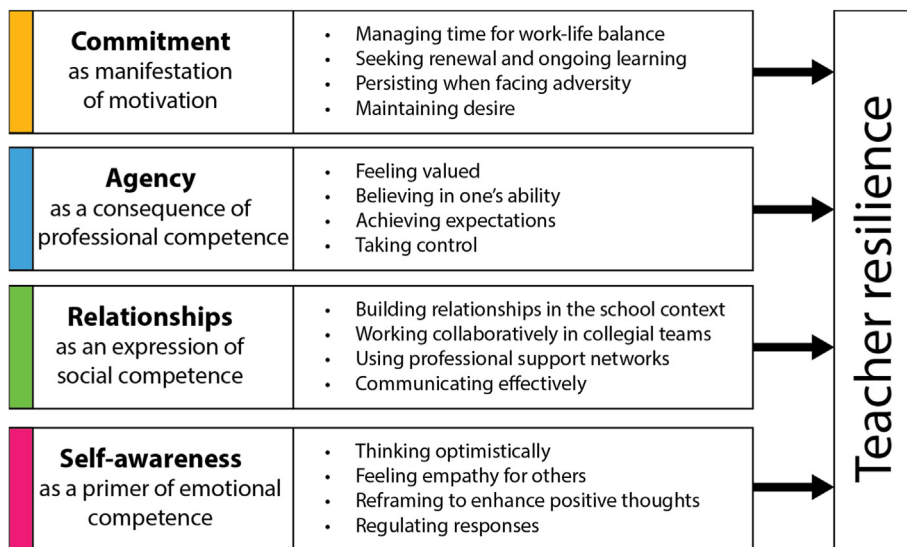 Commitment
as manifestation
of motivation
• Managing time for work-life balance
• Seeking renewal and ongoing learning
• Persisting when facing adversity
• Maintaining desire
Agency
as a consequence of
professional competence
• Feeling valued
• Believing in one’s ability
• Achieving expectations
• Taking control
Relationships
as an expression of
social competence
• Building relationships in the school context
• Working collaboratively in collegial teams
• Using professional support networks
• Communicating effectively
Self-awareness
as a primer of emotional
competence
• Thinking optimistically
• Feeling empathy for others
• Reframing to enhance positive thoughts
• Regulating responses
Teacher resilience